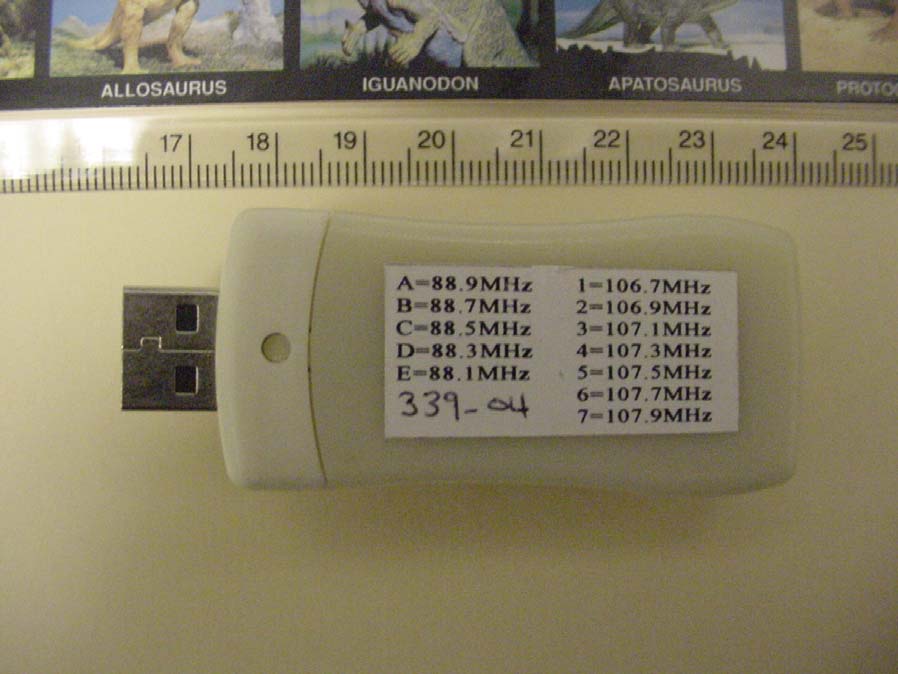 ALLOSAURUS IGUANODON APATOSAURUS
17 18 19 20 21 22 23 24 25
A=88.9MHz 1=106.7MHz
B=88.7MHz 2=106.9MHz
C=88.5MHz 3=107.1MHz
D=88.3MHz 4=107.3MHz
E=88.1MHz 5=107.5MHz
339-04 6=107.7MHz
7=107.9MHz